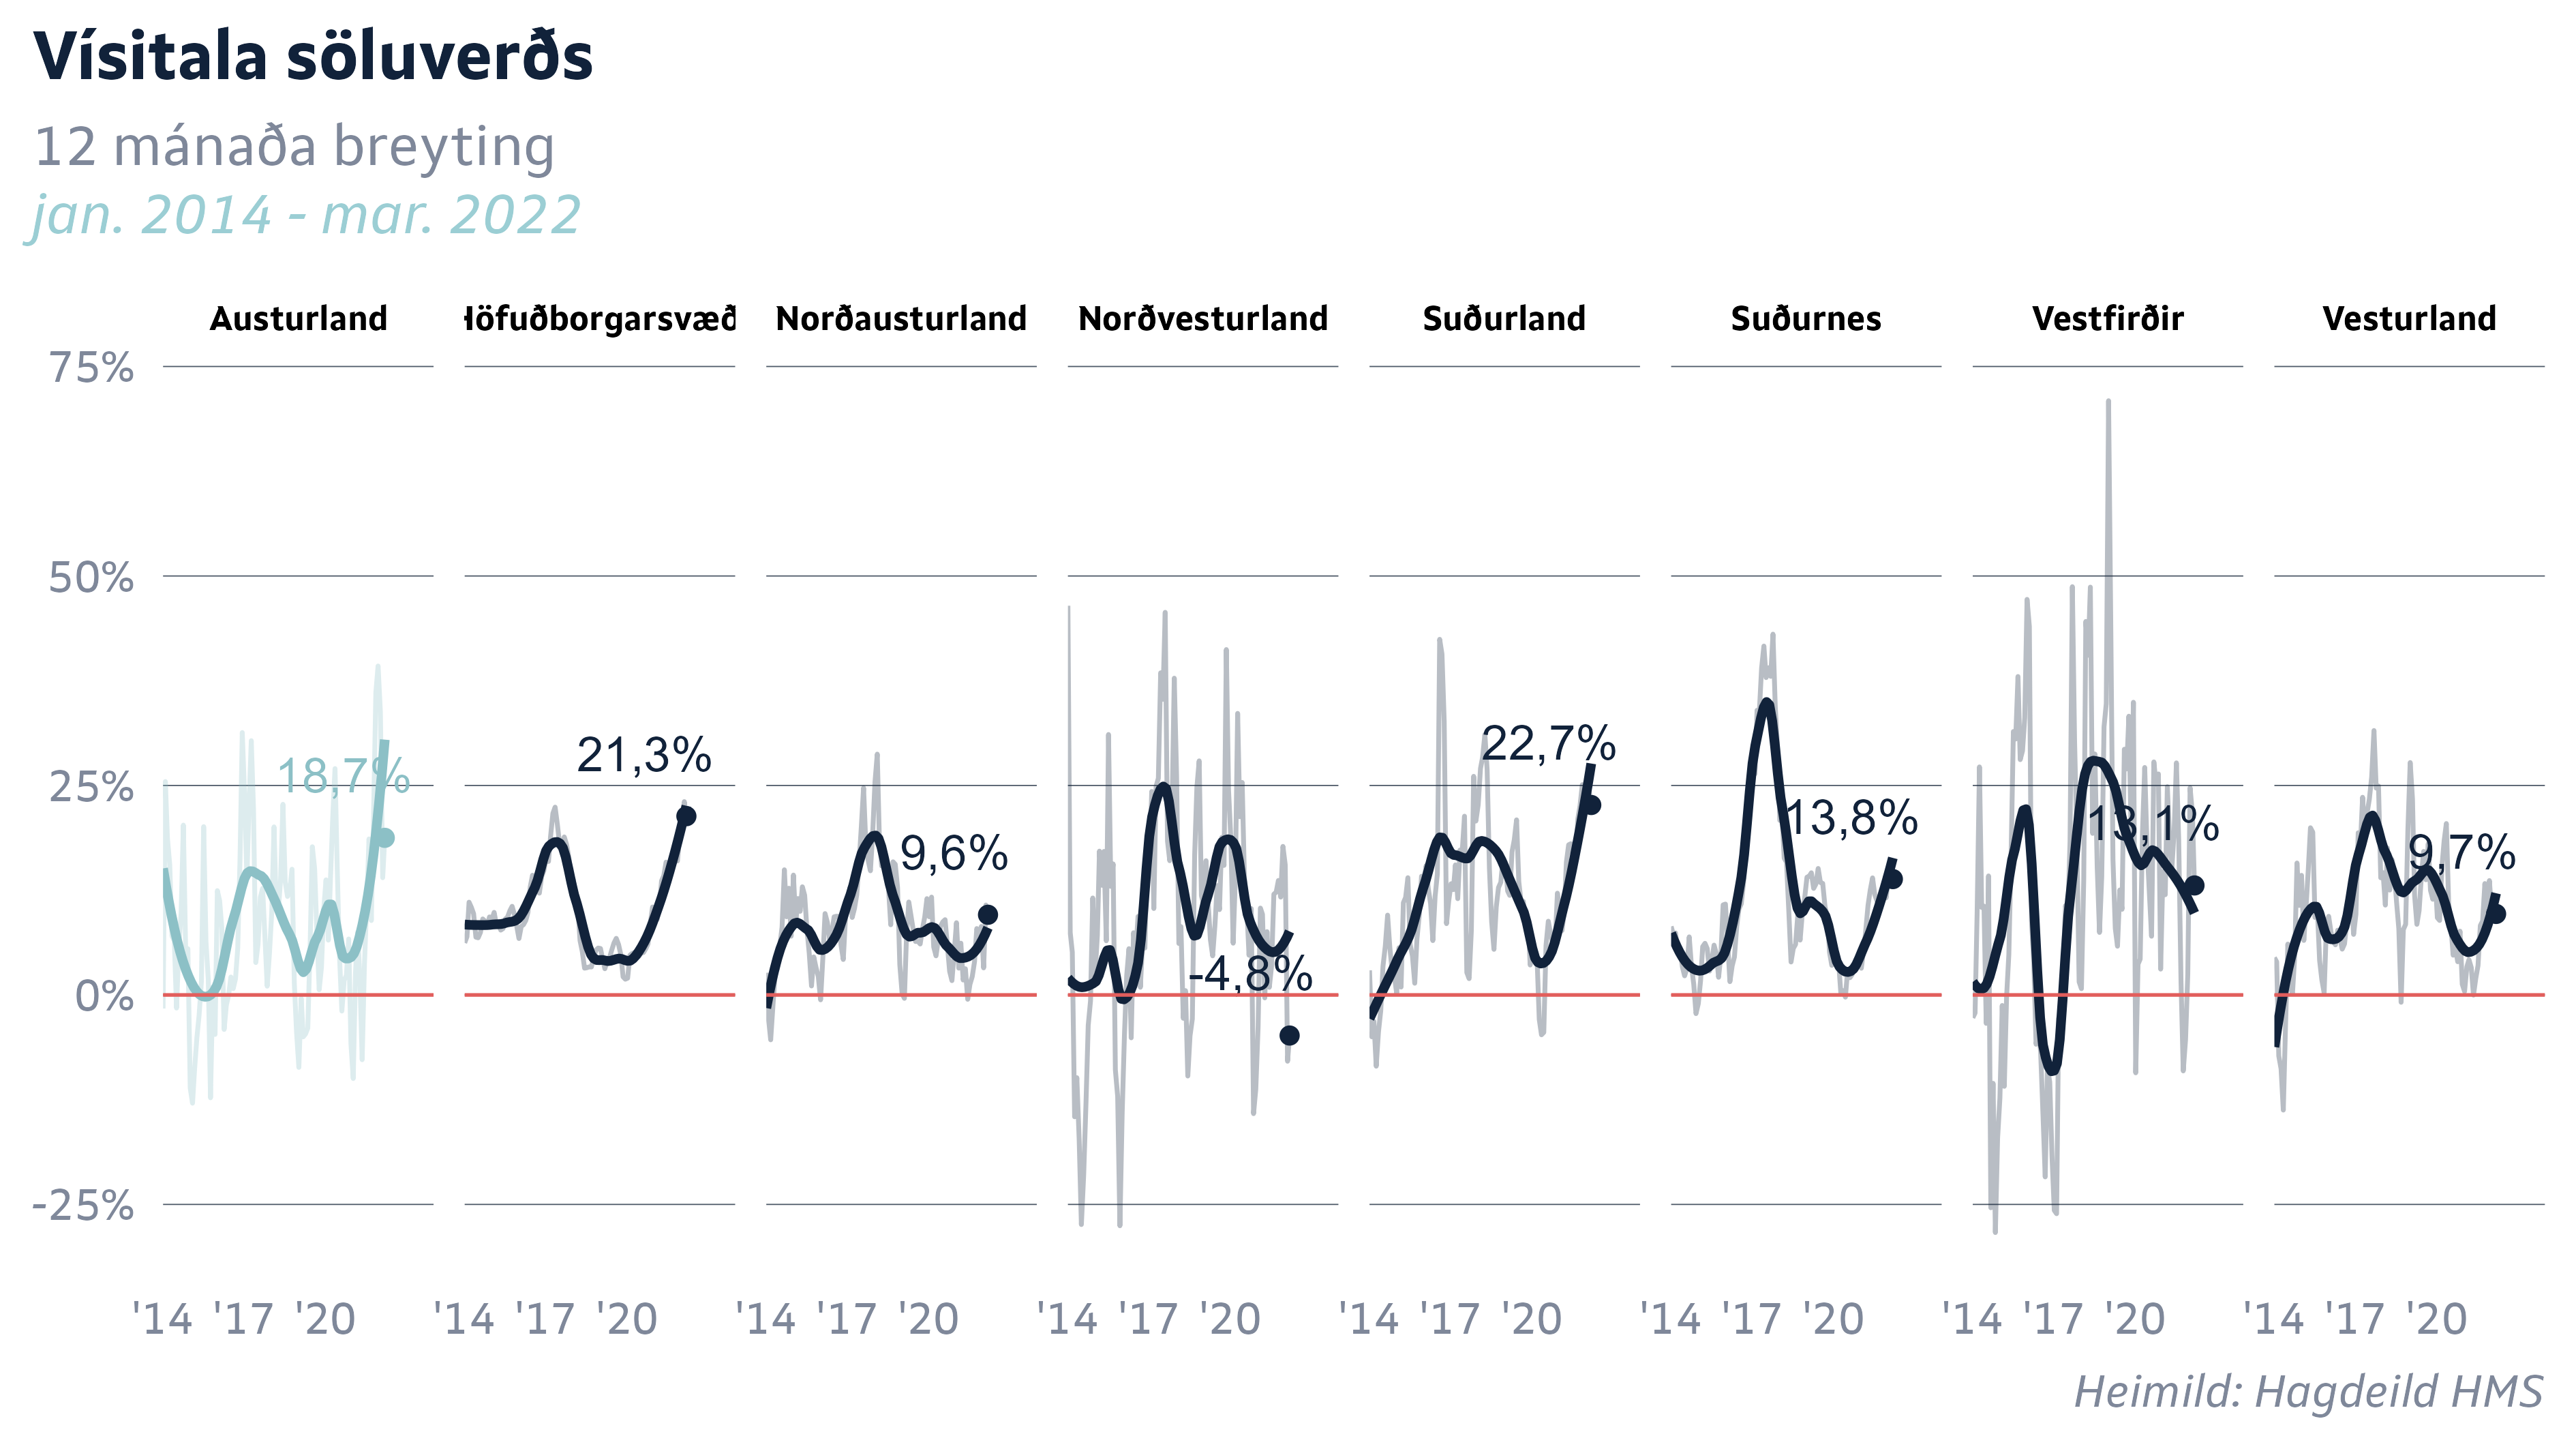 Vísitala söluverðs
12 mánaða breyting
jan. 2014 - mar. 2022
Austurland Höfuðborgarsvæð Norðausturland Norðvesturland Suðurland Suðurnes Vestfirðir Vesturland
75%
50%
25%
0%
-25%
18,7% 21,3% 9,6% -4,8% 22,7% 13,8% 13,1% 9,7%
'14 '17 '20 '14 '17 '20 '14 '17 '20 '14 '17 '20 '14 '17 '20 '14 '17 '20 '14 '17 '20 '14 '17 '20
Heimild: Hagdeild HMS